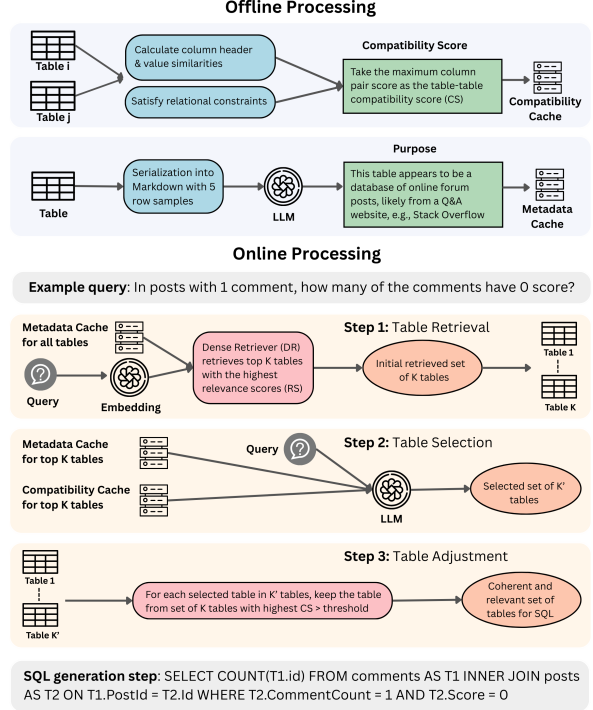 Offline Processing
Table i
Table j
Calculate column header
& value similarities
Satisfy relational constraints
Compatibility Score
Take the maximum column
pair score as the table-table
compatibility score (CS)
Compatibility
Cache
Table
Serialization into
Markdown with 5
row samples
LLM
Purpose
This table appears to be a
database of online forum
posts, likely from a Q&A
website, e.g., Stack Overflow
Metadata
Cache
Online Processing
Example query: In posts with 1 comment, how many of the comments have 0 score?
Step 1: Table Retrieval
Metadata Cache
for all tables
Query
Embedding
Dense Retriever (DR)
retrieves top K tables
with the highest
relevance scores (RS)
Initial retrieved set
of K tables
Table 1
Table K
Step 2: Table Selection
Metadata Cache
for top K tables
Query
Compatibility Cache
for top K tables
LLM
Selected set of K’
tables
Step 3: Table Adjustment
Table 1
Table K’
For each selected table in K’ tables, keep the table
from set of K tables with highest CS > threshold
Coherent and
relevant set of
tables for SQL
SQL generation step: SELECT COUNT(T1.id) FROM comments AS T1 INNER JOIN posts
AS T2 ON T1.PostId = T2.Id WHERE T2.CommentCount = 1 AND T2.Score = 0